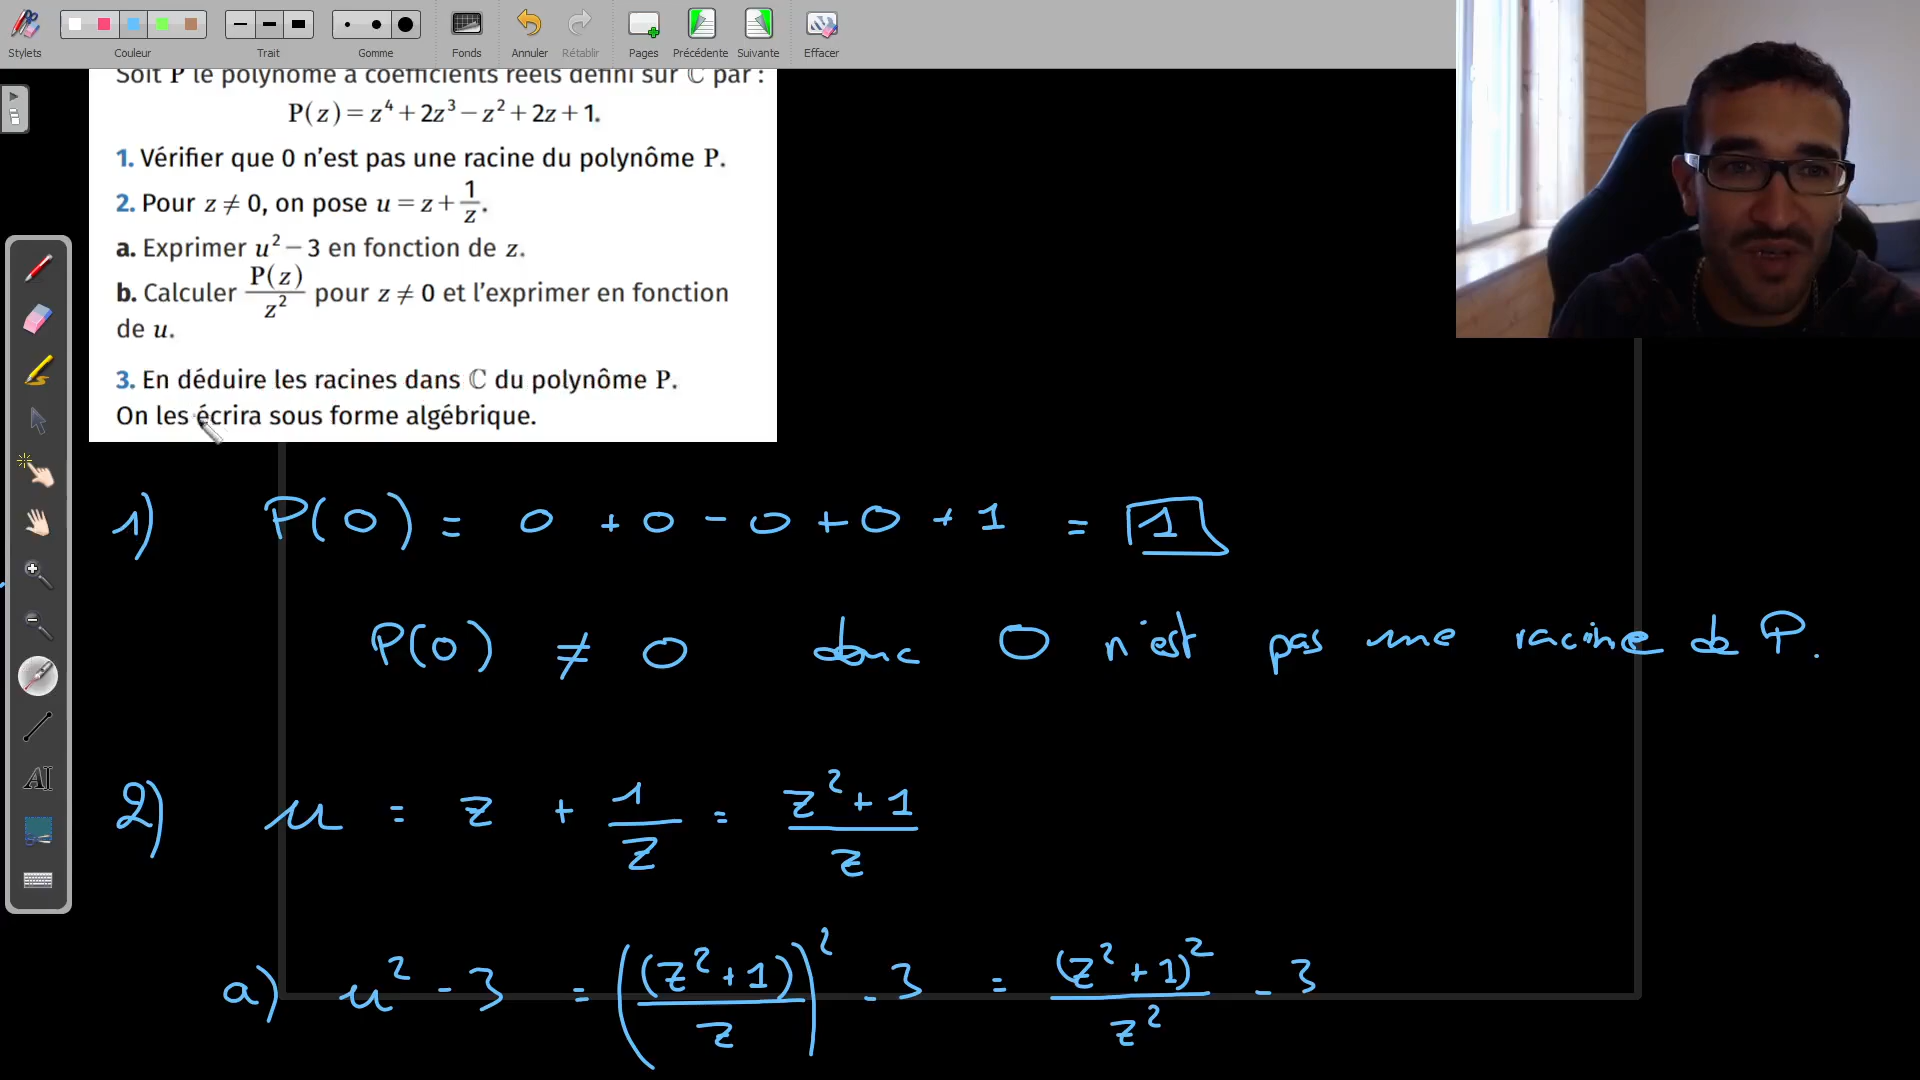 Stylets Couleur Trait Gomme Fonds Annuler Rétablir Pages Précédente Suivante Effacer
Soit P le polynôme à coefficients réels défini sur ℂ par :
P(z) = z⁴ + 2z³ − z² + 2z + 1.
1. Vérifier que 0 n'est pas une racine du polynôme P.
2. Pour z ≠ 0, on pose u = z + 1/z.
a. Exprimer u² − 3 en fonction de z.
b. Calculer P(z)/z² pour z ≠ 0 et l'exprimer en fonction
de u.
3. En déduire les racines dans ℂ du polynôme P.
On les écrira sous forme algébrique.
1) P(0) = 0 + 0 - 0 + 0 + 1 = 1
P(0) ≠ 0 donc 0 n'est pas une racine de P.
2) u = z + 1/z = (z²+1)/z
a) u² - 3 = ((z²+1)/z)² - 3 = (z²+1)²/z² - 3
AI